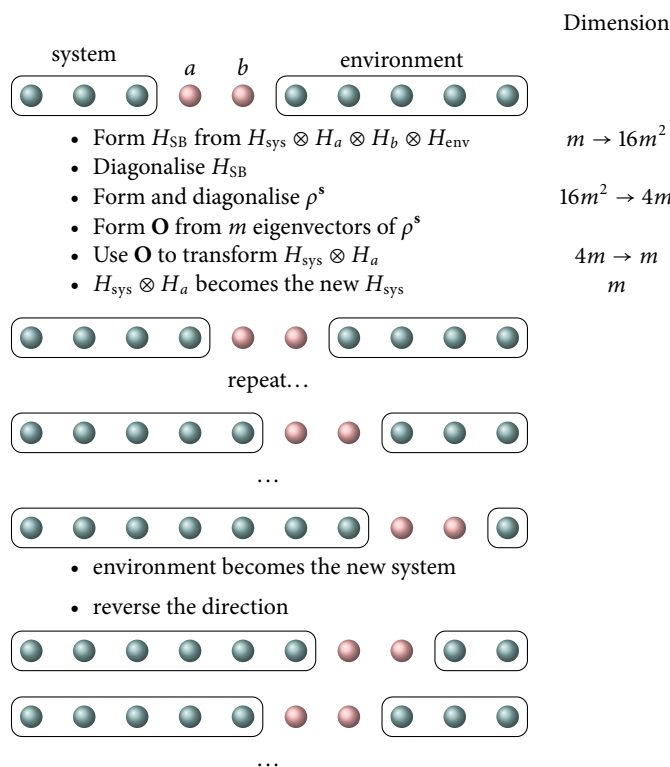 Dimension
system a b environment
• Form H_SB from H_sys ⊗ H_a ⊗ H_b ⊗ H_env m → 16m²
• Diagonalise H_SB
• Form and diagonalise ρ^s 16m² → 4m
• Form O from m eigenvectors of ρ^s
• Use O to transform H_sys ⊗ H_a 4m → m
• H_sys ⊗ H_a becomes the new H_sys m
repeat…
…
• environment becomes the new system
• reverse the direction
…